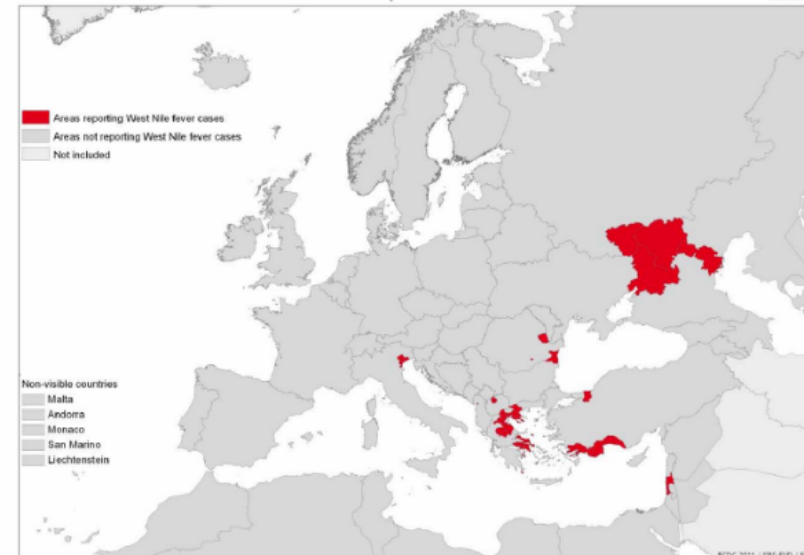 Areas reporting West Nile fever cases
Areas not reporting West Nile fever cases
Not included
Non-visible countries
Malta
Andorra
Monaco
San Marino
Liechtenstein